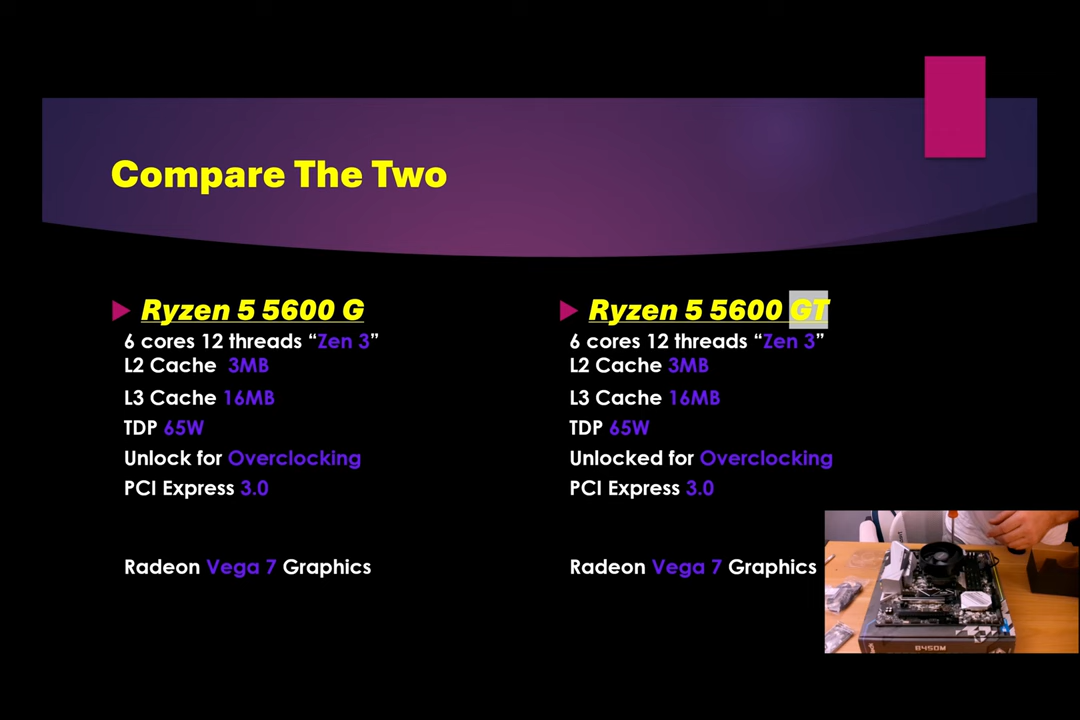 Compare The Two
Ryzen 5 5600 G
6 cores 12 threads “Zen 3”
L2 Cache 3MB
L3 Cache 16MB
TDP 65W
Unlock for Overclocking
PCI Express 3.0
Radeon Vega 7 Graphics
Ryzen 5 5600 GT
6 cores 12 threads “Zen 3”
L2 Cache 3MB
L3 Cache 16MB
TDP 65W
Unlocked for Overclocking
PCI Express 3.0
Radeon Vega 7 Graphics
B450M